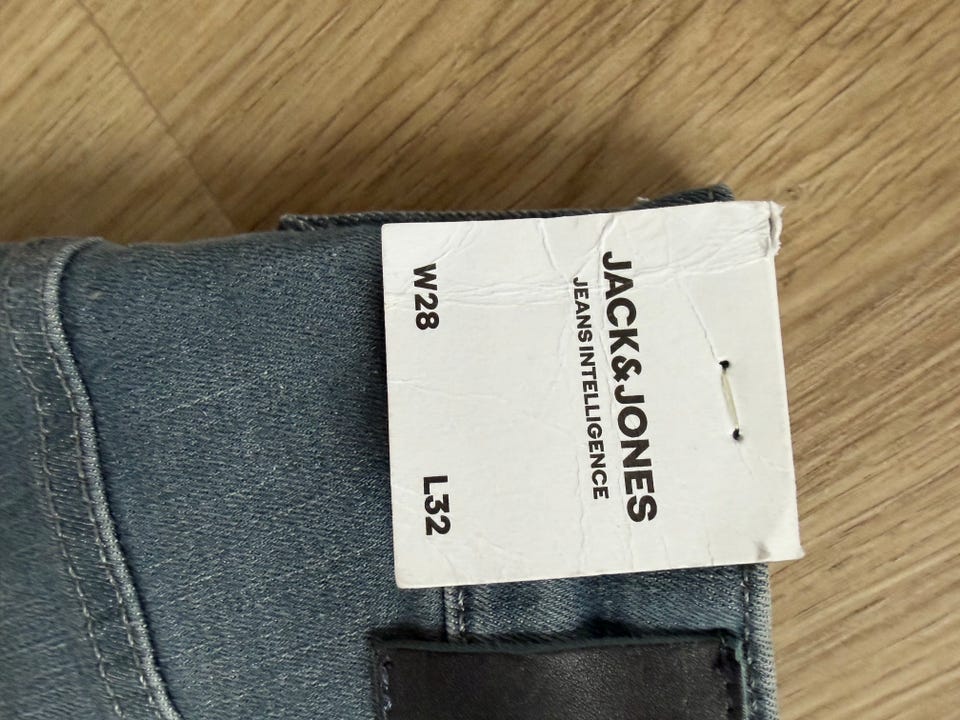 JACK&JONES
JEANS INTELLIGENCE
W28 L32